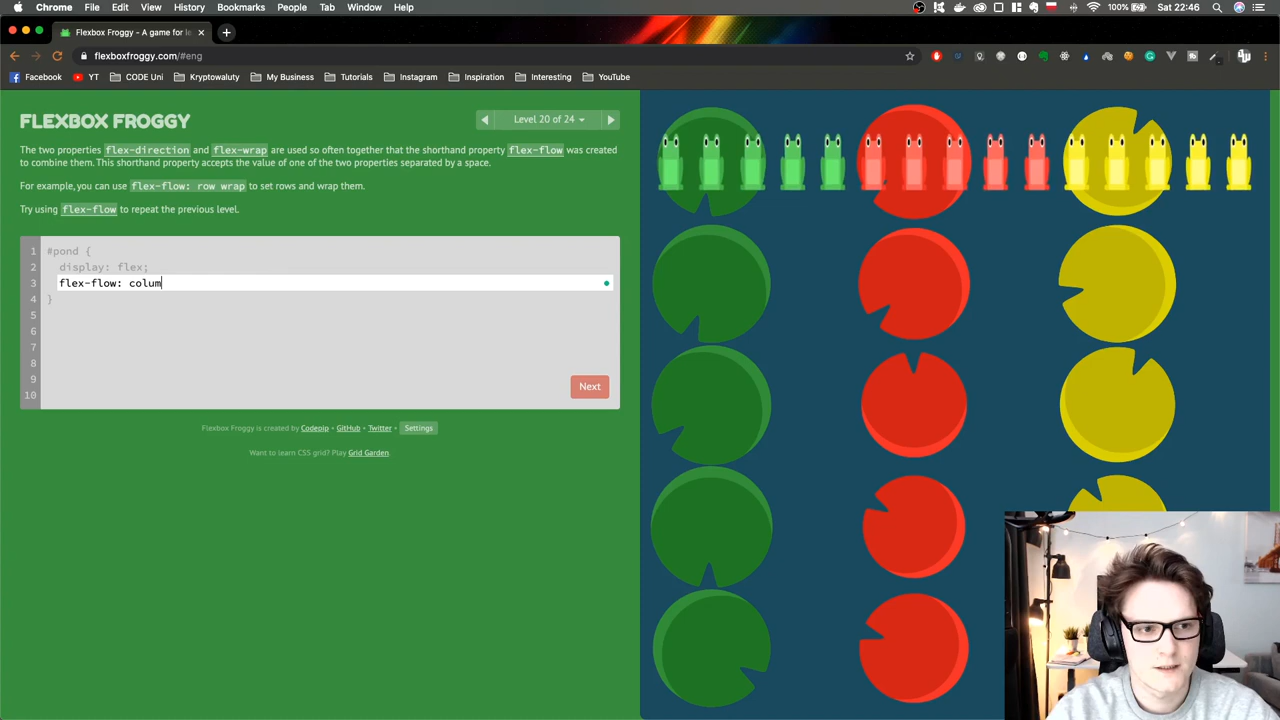 Chrome File Edit View History Bookmarks People Tab Window Help
100% Sat 22:46
Flexbox Froggy - A game for le
flexboxfroggy.com/#eng
Facebook YT CODE Uni Kryptowaluty My Business Tutorials Instagram Inspiration Interesting YouTube
FLEXBOX FROGGY
Level 20 of 24
The two properties flex-direction and flex-wrap are used so often together that the shorthand property flex-flow was created
to combine them. This shorthand property accepts the value of one of the two properties separated by a space.
For example, you can use flex-flow: row wrap to set rows and wrap them.
Try using flex-flow to repeat the previous level.
1 #pond {
2 display: flex;
3 flex-flow: colum
4 }
5
6
7
8
9
10
Next
Flexbox Froggy is created by Codepip • GitHub • Twitter • Settings
Want to learn CSS grid? Play Grid Garden.